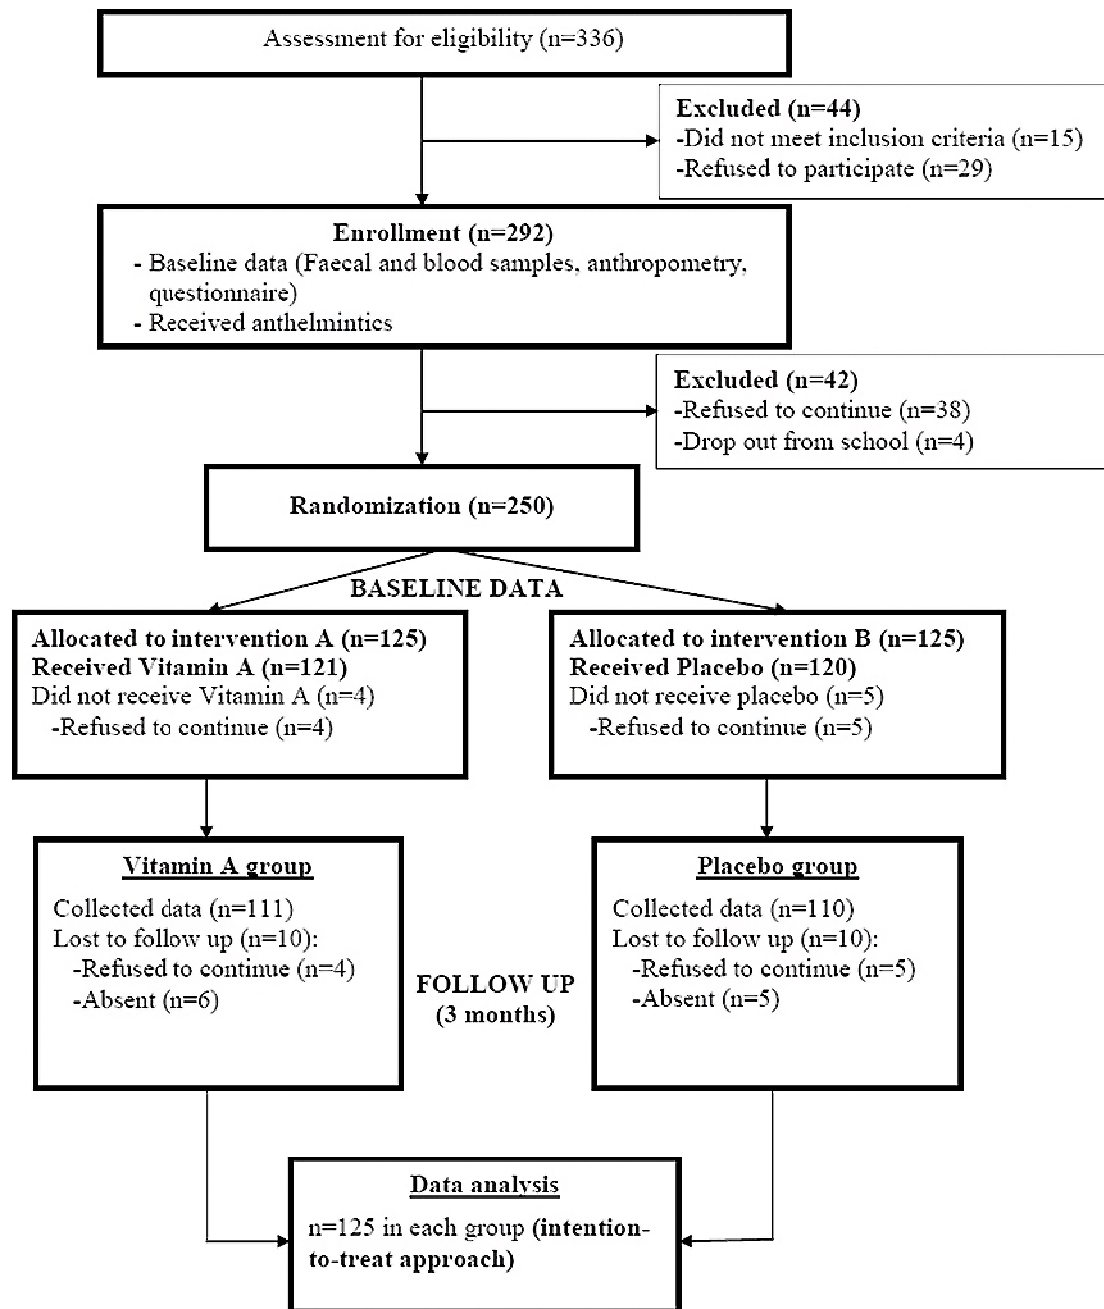 Assessment for eligibility (n=336)
Excluded (n=44)
-Did not meet inclusion criteria (n=15)
-Refused to participate (n=29)
Enrollment (n=292)
- Baseline data (Faecal and blood samples, anthropometry,
questionnaire)
- Received anthelmintics
Excluded (n=42)
-Refused to continue (n=38)
-Drop out from school (n=4)
Randomization (n=250)
BASELINE DATA
Allocated to intervention A (n=125)
Received Vitamin A (n=121)
Did not receive Vitamin A (n=4)
-Refused to continue (n=4)
Allocated to intervention B (n=125)
Received Placebo (n=120)
Did not receive placebo (n=5)
-Refused to continue (n=5)
Vitamin A group
Collected data (n=111)
Lost to follow up (n=10):
-Refused to continue (n=4)
-Absent (n=6)
FOLLOW UP
(3 months)
Placebo group
Collected data (n=110)
Lost to follow up (n=10):
-Refused to continue (n=5)
-Absent (n=5)
Data analysis
n=125 in each group (intention-
to-treat approach)